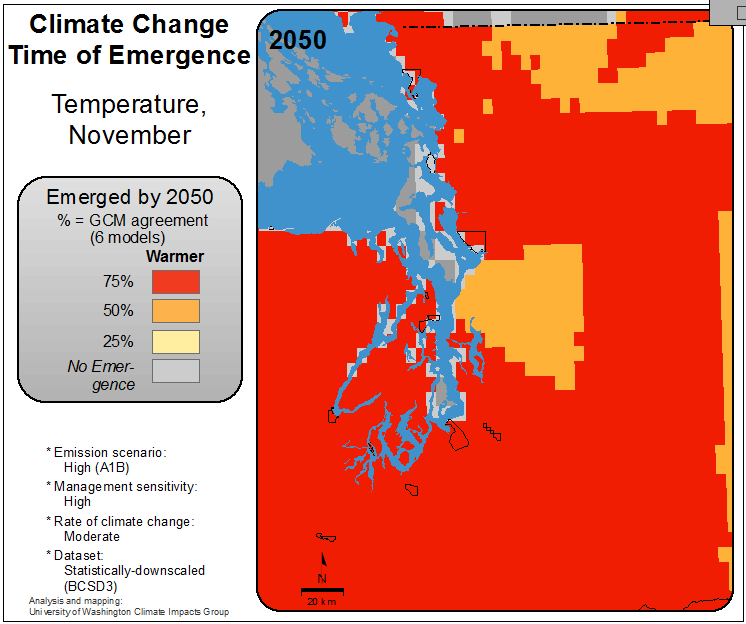 Climate Change
Time of Emergence
Temperature,
November
Emerged by 2050
% = GCM agreement
(6 models)
Warmer
75%
50%
25%
No Emer-
gence
* Emission scenario:
High (A1B)
* Management sensitivity:
High
* Rate of climate change:
Moderate
* Dataset:
Statistically-downscaled
(BCSD3)
Analysis and mapping:
University of Washington Climate Impacts Group
2050
N
20 km